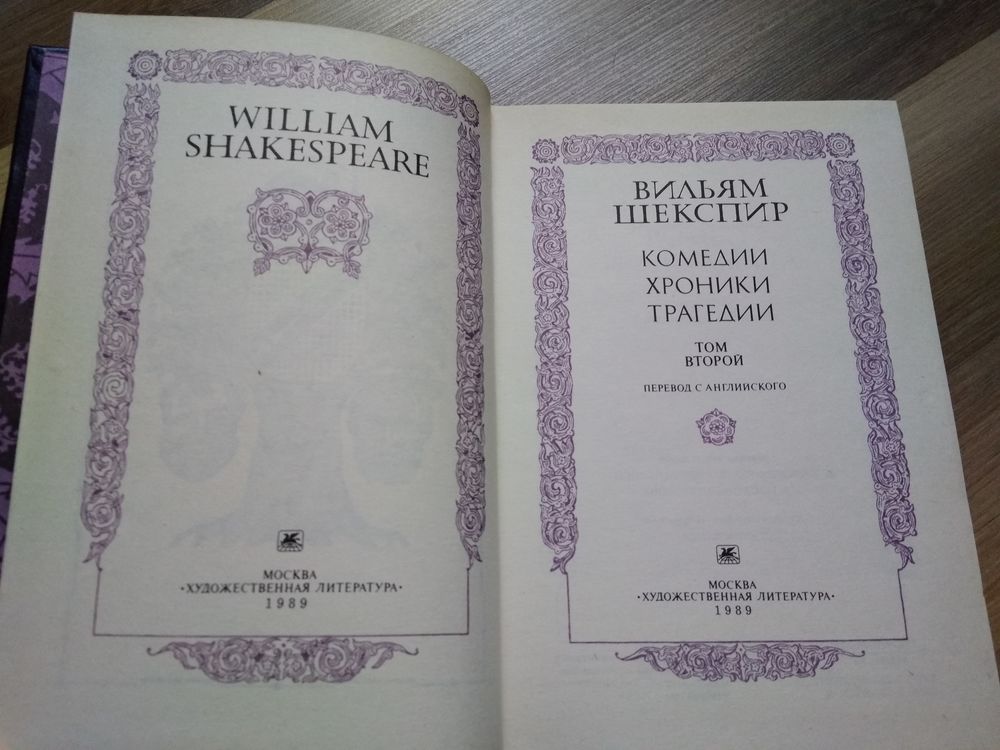 WILLIAM
SHAKESPEARE
МОСКВА
·ХУДОЖЕСТВЕННАЯ ЛИТЕРАТУРА·
1989
ВИЛЬЯМ
ШЕКСПИР
КОМЕДИИ
ХРОНИКИ
ТРАГЕДИИ
ТОМ
ВТОРОЙ
ПЕРЕВОД С АНГЛИЙСКОГО
МОСКВА
·ХУДОЖЕСТВЕННАЯ ЛИТЕРАТУРА·
1989